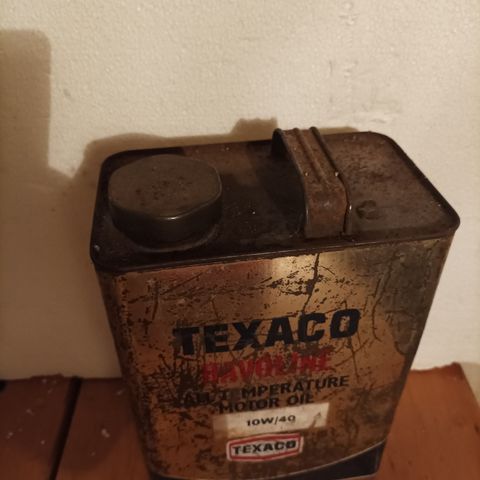 TEXACO
HAVOLINE
ALL TEMPERATURE
MOTOR OIL
10W/40
TEXACO